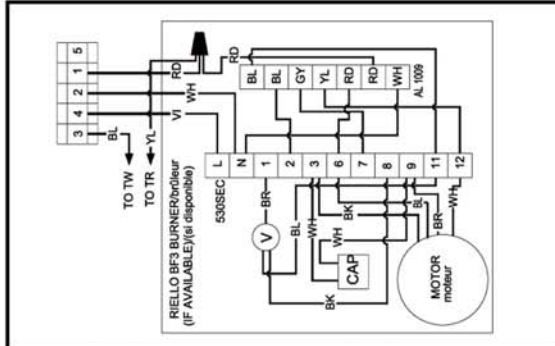 5
1
2
4
3
RD
WH
VI
BL
YL
TO TW
TO TR
RD
BL
BL
GY
YL
RD
RD
WH
AL 1009
L
N
1
2
3
6
7
8
9
11
12
530SEC
RIELLO BF3 BURNER/brûleur
(IF AVAILABLE)/(si disponible)
BR
V
BL
WH
WH
BK
CAP
BK
BL
BR
WH
MOTOR
moteur